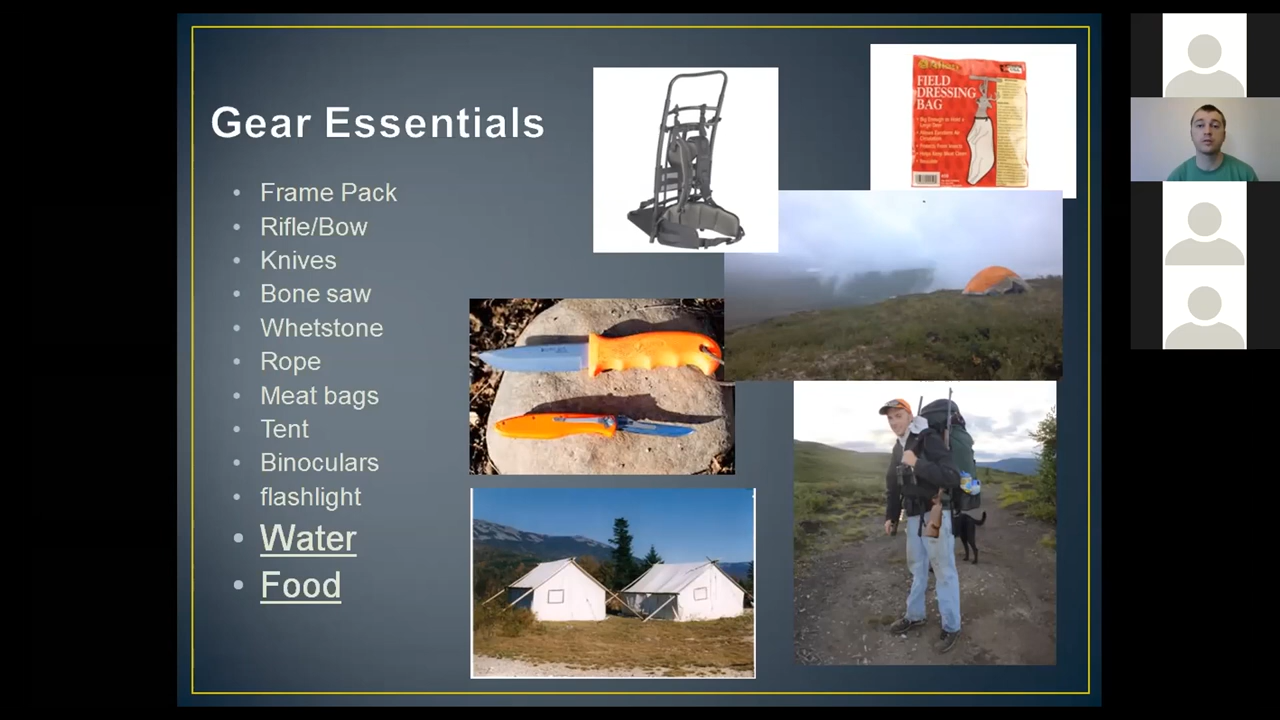 Gear Essentials
• Frame Pack
• Rifle/Bow
• Knives
• Bone saw
• Whetstone
• Rope
• Meat bags
• Tent
• Binoculars
• flashlight
• Water
• Food
FIELD
DRESSING
BAG